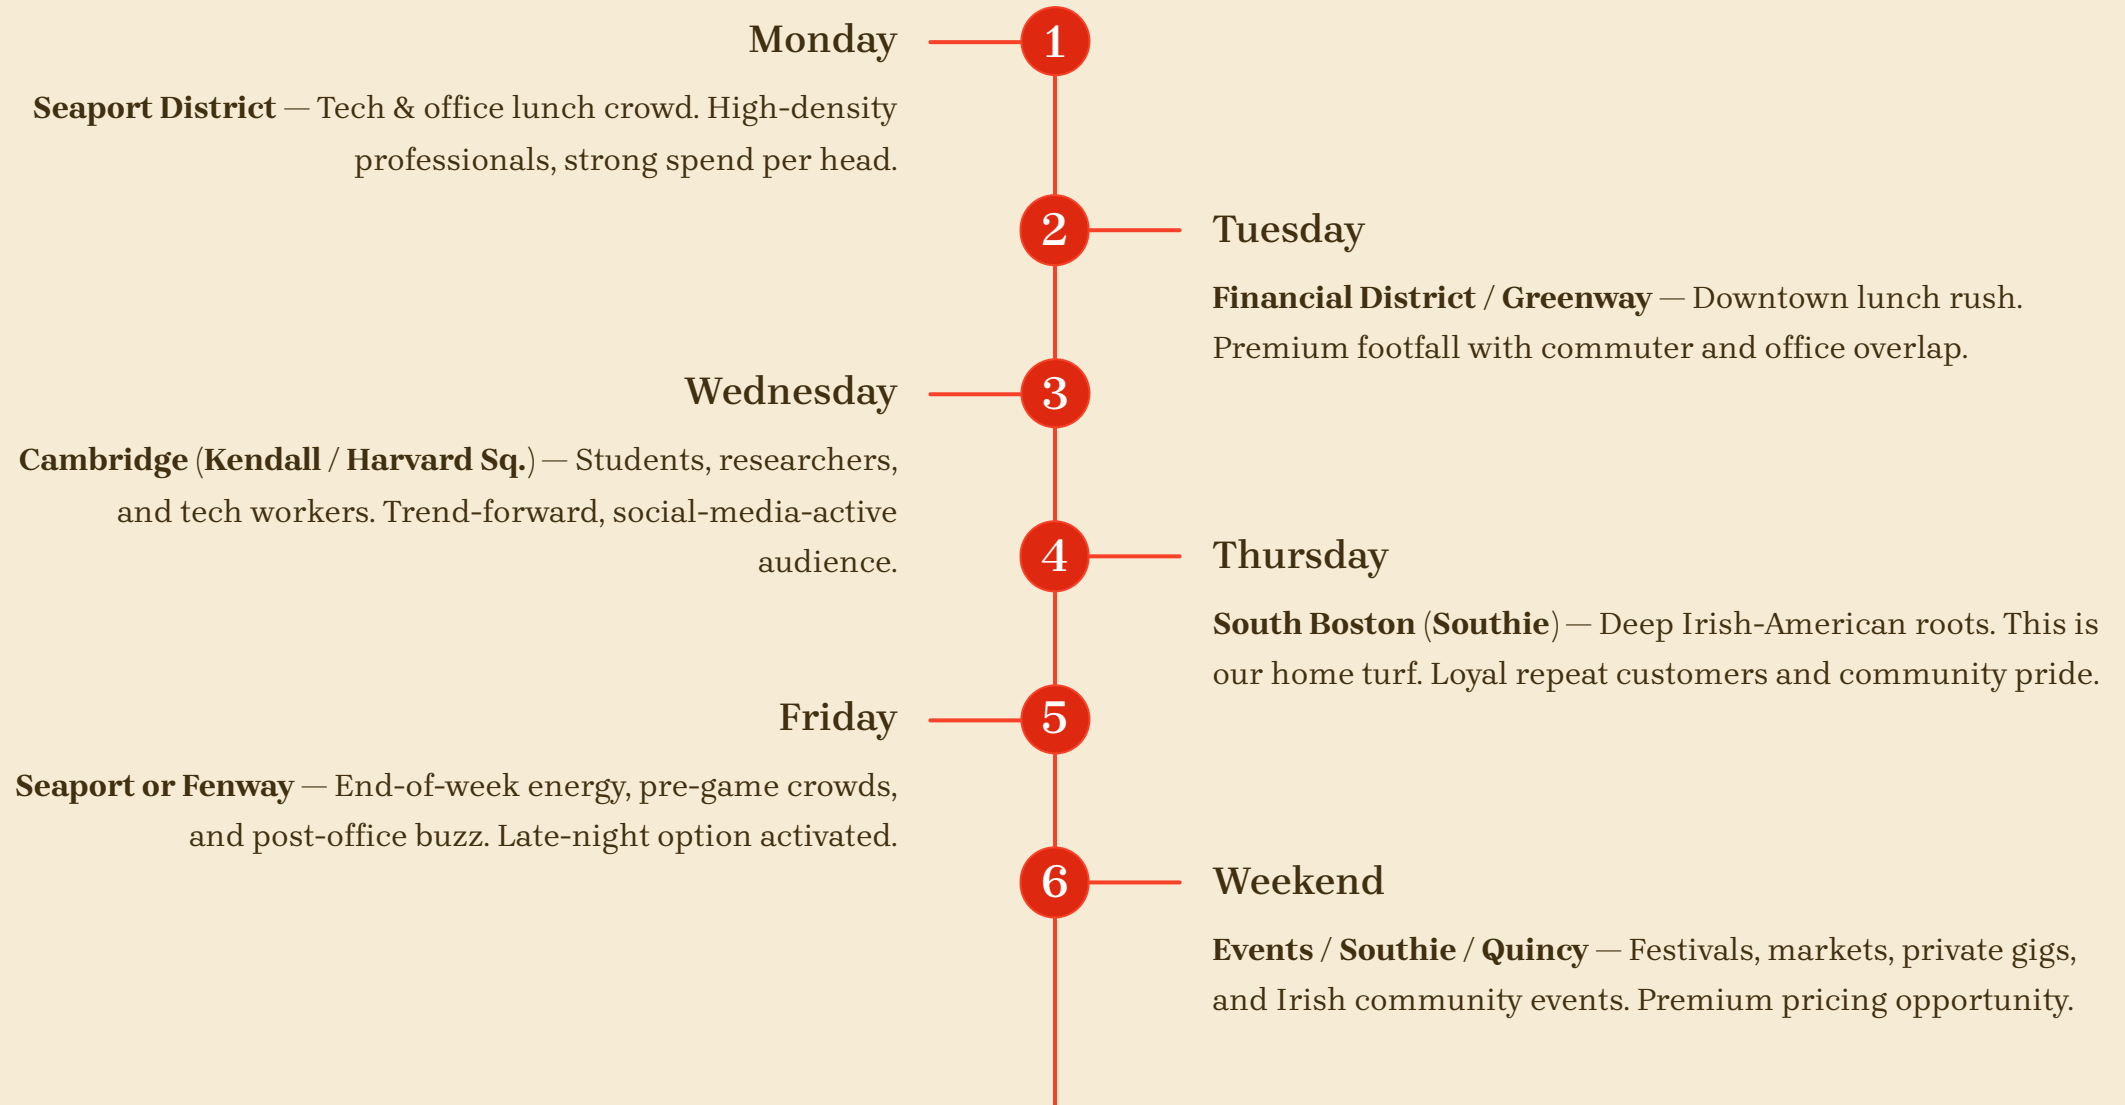 Monday
1
Seaport District — Tech & office lunch crowd. High-density
professionals, strong spend per head.
2
Tuesday
Financial District / Greenway — Downtown lunch rush.
Premium footfall with commuter and office overlap.
Wednesday
3
Cambridge (Kendall / Harvard Sq.) — Students, researchers,
and tech workers. Trend-forward, social-media-active
audience.
4
Thursday
South Boston (Southie) — Deep Irish-American roots. This is
our home turf. Loyal repeat customers and community pride.
Friday
5
Seaport or Fenway — End-of-week energy, pre-game crowds,
and post-office buzz. Late-night option activated.
6
Weekend
Events / Southie / Quincy — Festivals, markets, private gigs,
and Irish community events. Premium pricing opportunity.